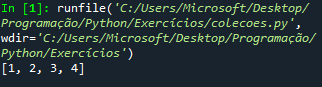 In [1]: runfile('C:/Users/Microsoft/Desktop/
Programação/Python/Exercícios/colecoes.py',
wdir='C:/Users/Microsoft/Desktop/Programação/
Python/Exercícios')
[1, 2, 3, 4]